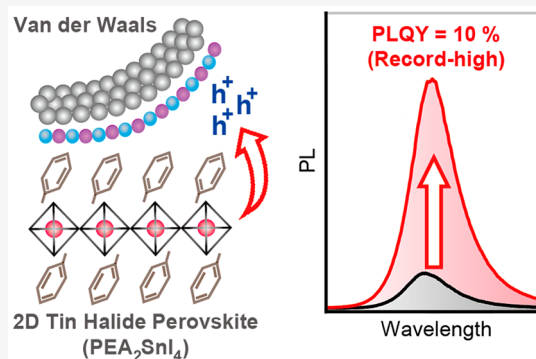 Van der Waals
h⁺
h⁺
h⁺
2D Tin Halide Perovskite
(PEA₂SnI₄)
PLQY = 10 %
(Record-high)
PL
Wavelength